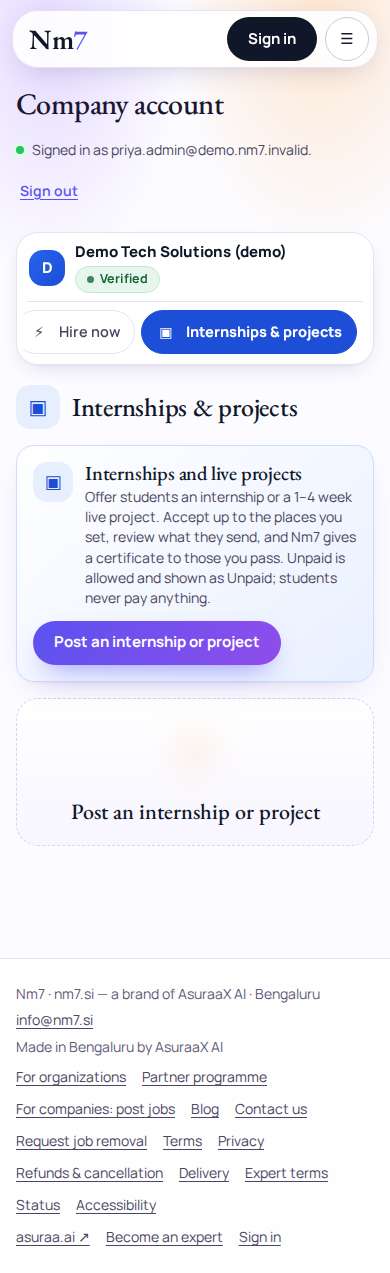 Nm7
Sign in
Company account
Signed in as priya.admin@demo.nm7.invalid.
Sign out
D
Demo Tech Solutions (demo)
Verified
Hire now
Internships & projects
Internships & projects
Internships and live projects
Offer students an internship or a 1–4 week
live project. Accept up to the places you
set, review what they send, and Nm7 gives
a certificate to those you pass. Unpaid is
allowed and shown as Unpaid; students
never pay anything.
Post an internship or project
Post an internship or project
Nm7 · nm7.si — a brand of AsuraaX AI · Bengaluru
info@nm7.si
Made in Bengaluru by AsuraaX AI
For organizations Partner programme
For companies: post jobs Blog Contact us
Request job removal Terms Privacy
Refunds & cancellation Delivery Expert terms
Status Accessibility
asuraa.ai ↗ Become an expert Sign in